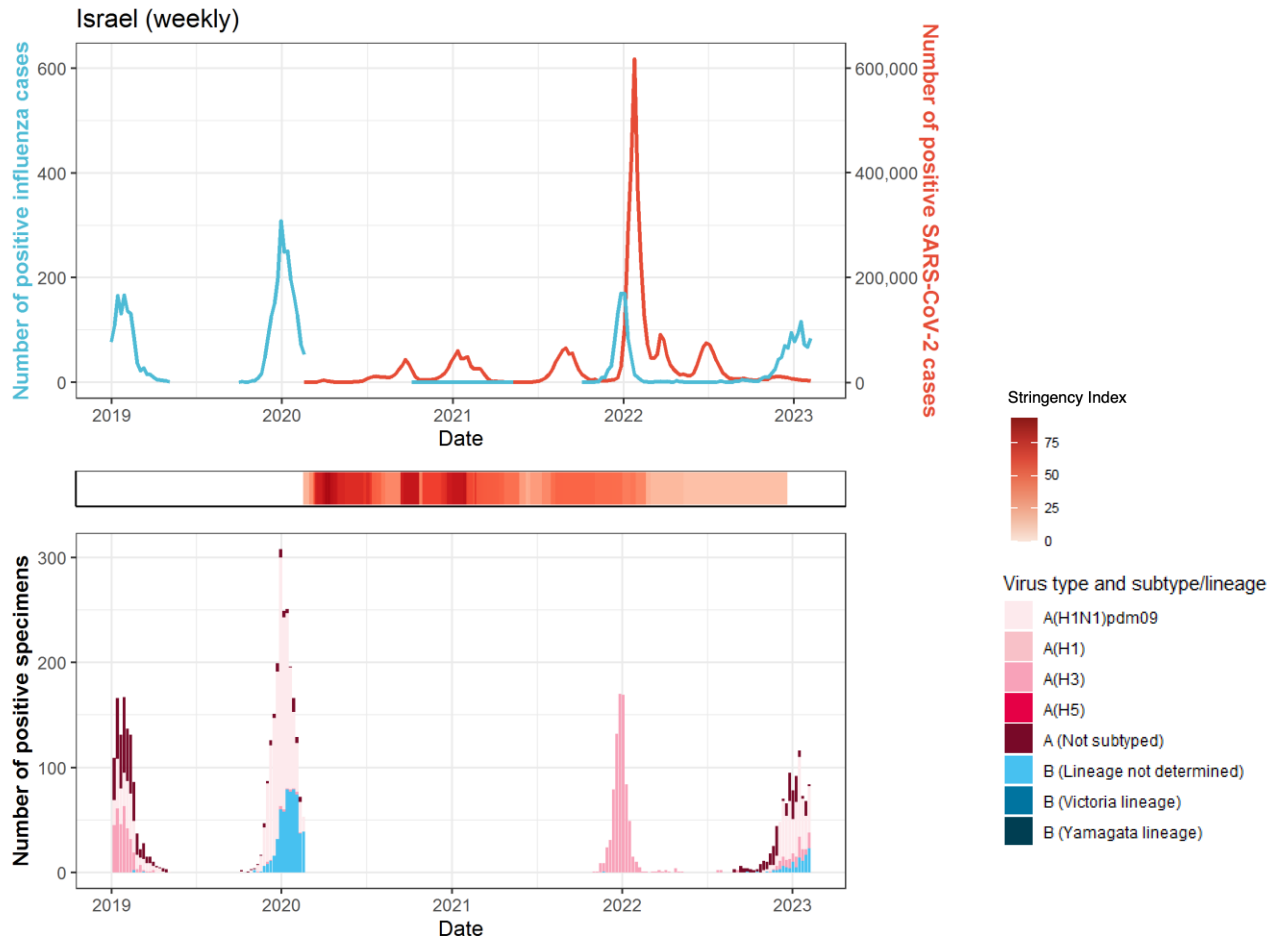 Israel (weekly)
Number of positive influenza cases
600
400
200
0
600,000
400,000
200,000
0
Number of positive SARS-CoV-2 cases
2019
2020
2021
2022
2023
Date
Stringency Index
75
50
25
0
Number of positive specimens
300
200
100
0
2019
2020
2021
2022
2023
Date
Virus type and subtype/lineage
A(H1N1)pdm09
A(H1)
A(H3)
A(H5)
A (Not subtyped)
B (Lineage not determined)
B (Victoria lineage)
B (Yamagata lineage)